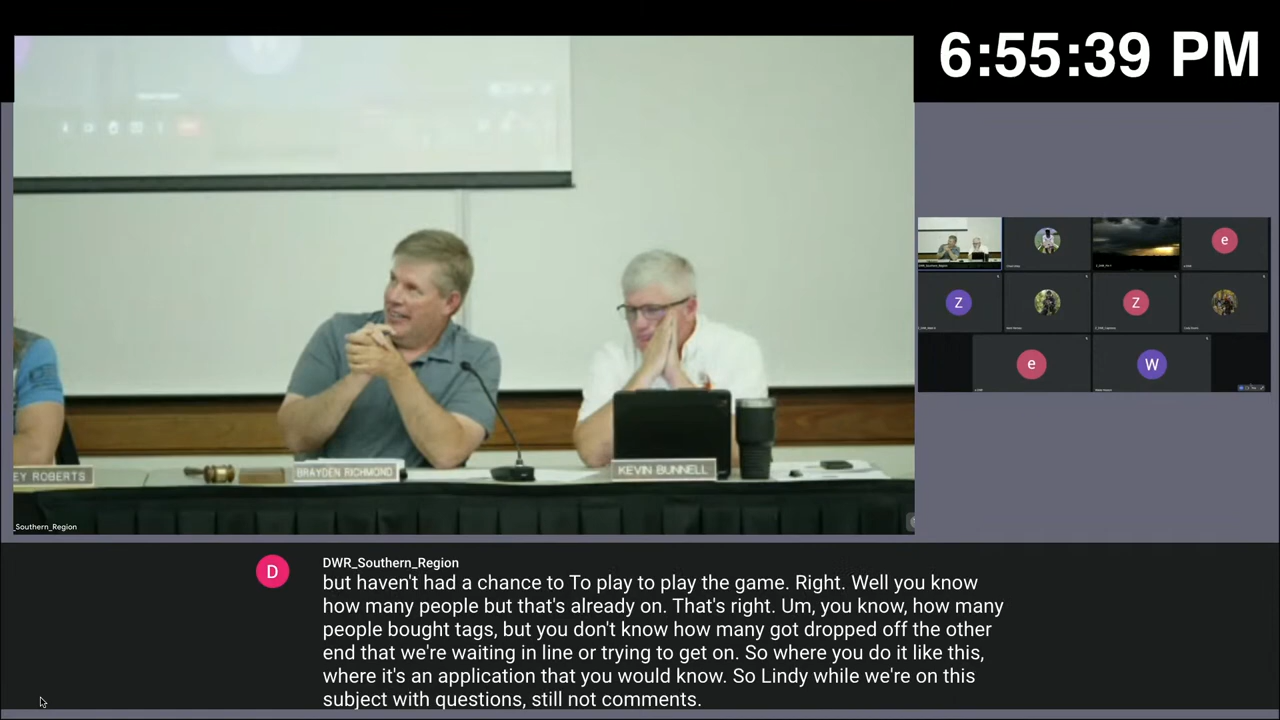 6:55:39 PM
EY ROBERTS
BRAYDEN RICHMOND
KEVIN BUNNELL
_Southern_Region
e
Z
Z
e
W
D
DWR_Southern_Region
but haven't had a chance to To play to play the game. Right. Well you know
how many people but that's already on. That's right. Um, you know, how many
people bought tags, but you don't know how many got dropped off the other
end that we're waiting in line or trying to get on. So where you do it like this,
where it's an application that you would know. So Lindy while we're on this
subject with questions, still not comments.